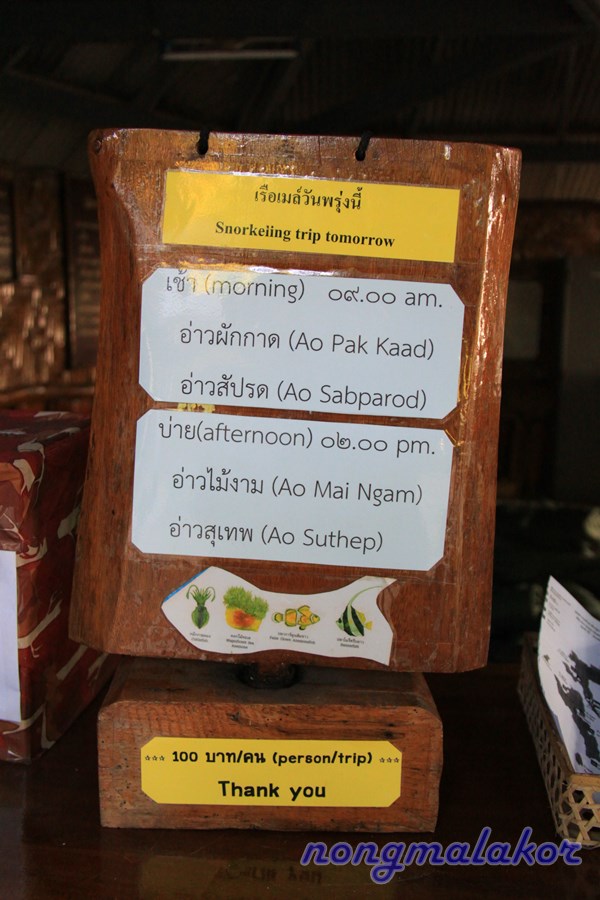 เรือเมล์วันพรุ่งนี้
Snorkeling trip tomorrow
เช้า (morning) ๐๙.๐๐ am.
อ่าวผักกาด (Ao Pak Kaad)
อ่าวสัปรด (Ao Sabparod)
บ่าย(afternoon) ๐๒.๐๐ pm.
อ่าวไม้งาม (Ao Mai Ngam)
อ่าวสุเทพ (Ao Suthep)
*** 100 บาท/คน (person/trip) ***
Thank you
nongmalakor